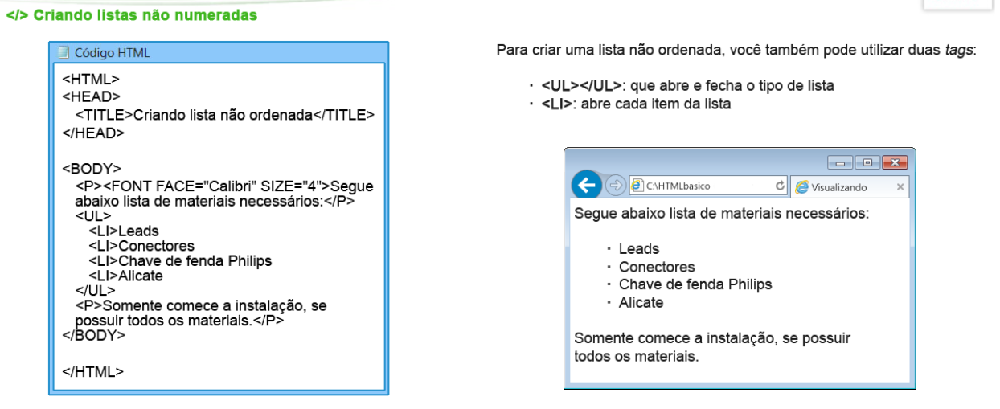 </> Criando listas não numeradas
Código HTML
<HTML>
<HEAD>
<TITLE>Criando lista não ordenada</TITLE>
</HEAD>
<BODY>
<P><FONT FACE="Calibri" SIZE="4">Segue
abaixo lista de materiais necessários:</P>
<UL>
<LI>Leads
<LI>Conectores
<LI>Chave de fenda Philips
<LI>Alicate
</UL>
<P>Somente comece a instalação, se
possuir todos os materiais.</P>
</BODY>
</HTML>
Para criar uma lista não ordenada, você também pode utilizar duas tags:
· <UL></UL>: que abre e fecha o tipo de lista
· <LI>: abre cada item da lista
C:\HTMLbasico
Visualizando
Segue abaixo lista de materiais necessários:
· Leads
· Conectores
· Chave de fenda Philips
· Alicate
Somente comece a instalação, se possuir
todos os materiais.